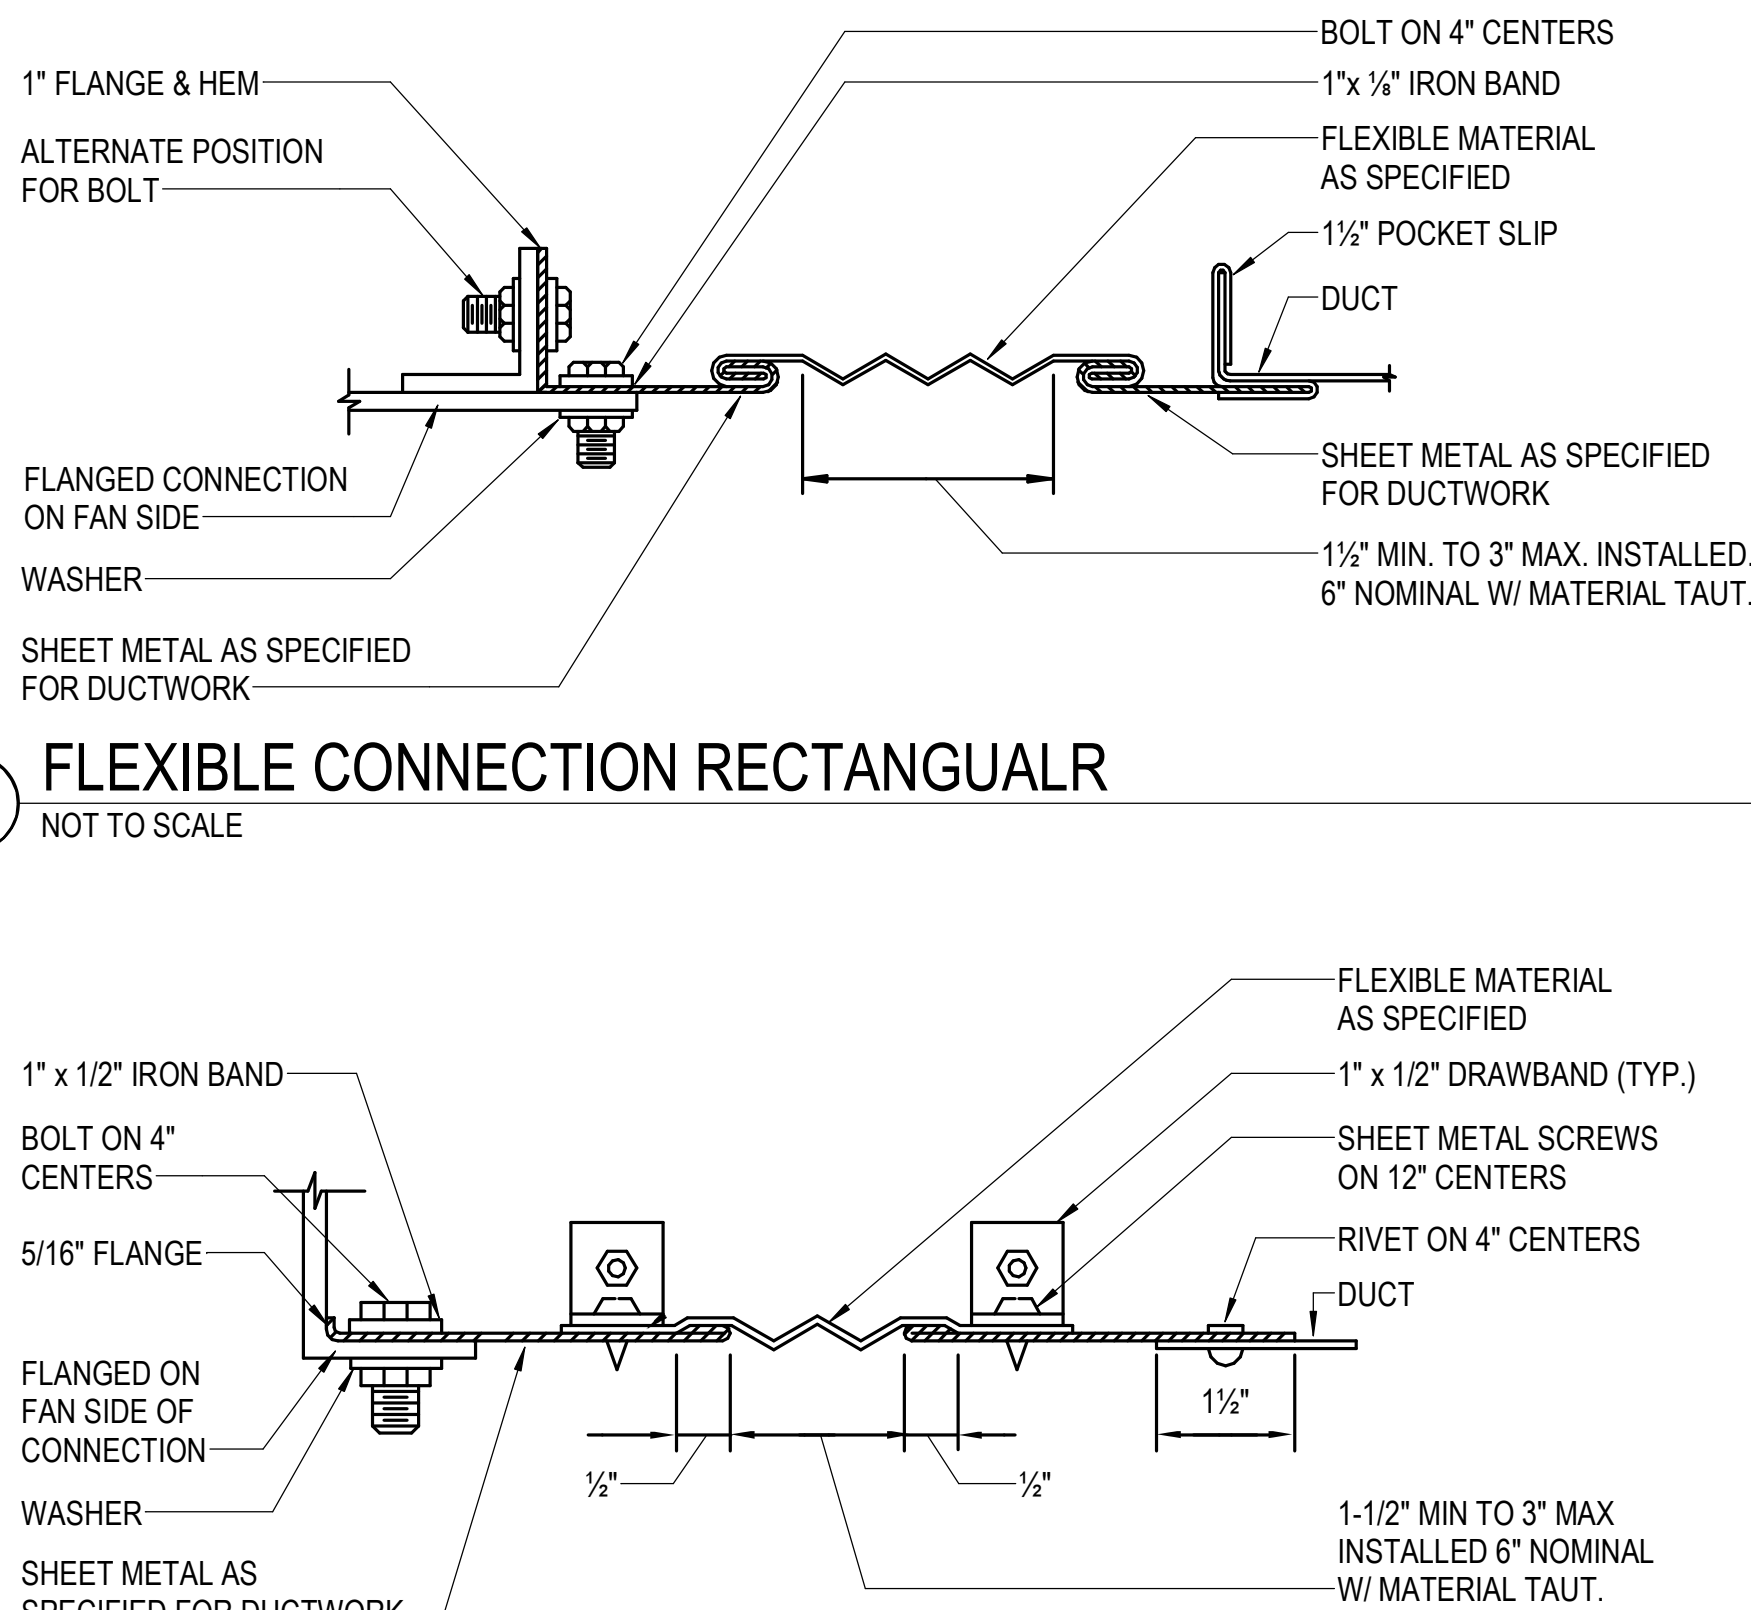 BOLT ON 4" CENTERS
1" FLANGE & HEM
1"x ⅛" IRON BAND
ALTERNATE POSITION
FOR BOLT
FLEXIBLE MATERIAL
AS SPECIFIED
1½" POCKET SLIP
DUCT
FLANGED CONNECTION
ON FAN SIDE
SHEET METAL AS SPECIFIED
FOR DUCTWORK
WASHER
1½" MIN. TO 3" MAX. INSTALLED.
6" NOMINAL W/ MATERIAL TAUT.
SHEET METAL AS SPECIFIED
FOR DUCTWORK
FLEXIBLE CONNECTION RECTANGUALR
NOT TO SCALE
FLEXIBLE MATERIAL
AS SPECIFIED
1" x 1/2" IRON BAND
1" x 1/2" DRAWBAND (TYP.)
BOLT ON 4"
CENTERS
SHEET METAL SCREWS
ON 12" CENTERS
5/16" FLANGE
RIVET ON 4" CENTERS
DUCT
FLANGED ON
FAN SIDE OF
CONNECTION
1½"
½"
½"
WASHER
1-1/2" MIN TO 3" MAX
INSTALLED 6" NOMINAL
W/ MATERIAL TAUT.
SHEET METAL AS
SPECIFIED FOR DUCTWORK